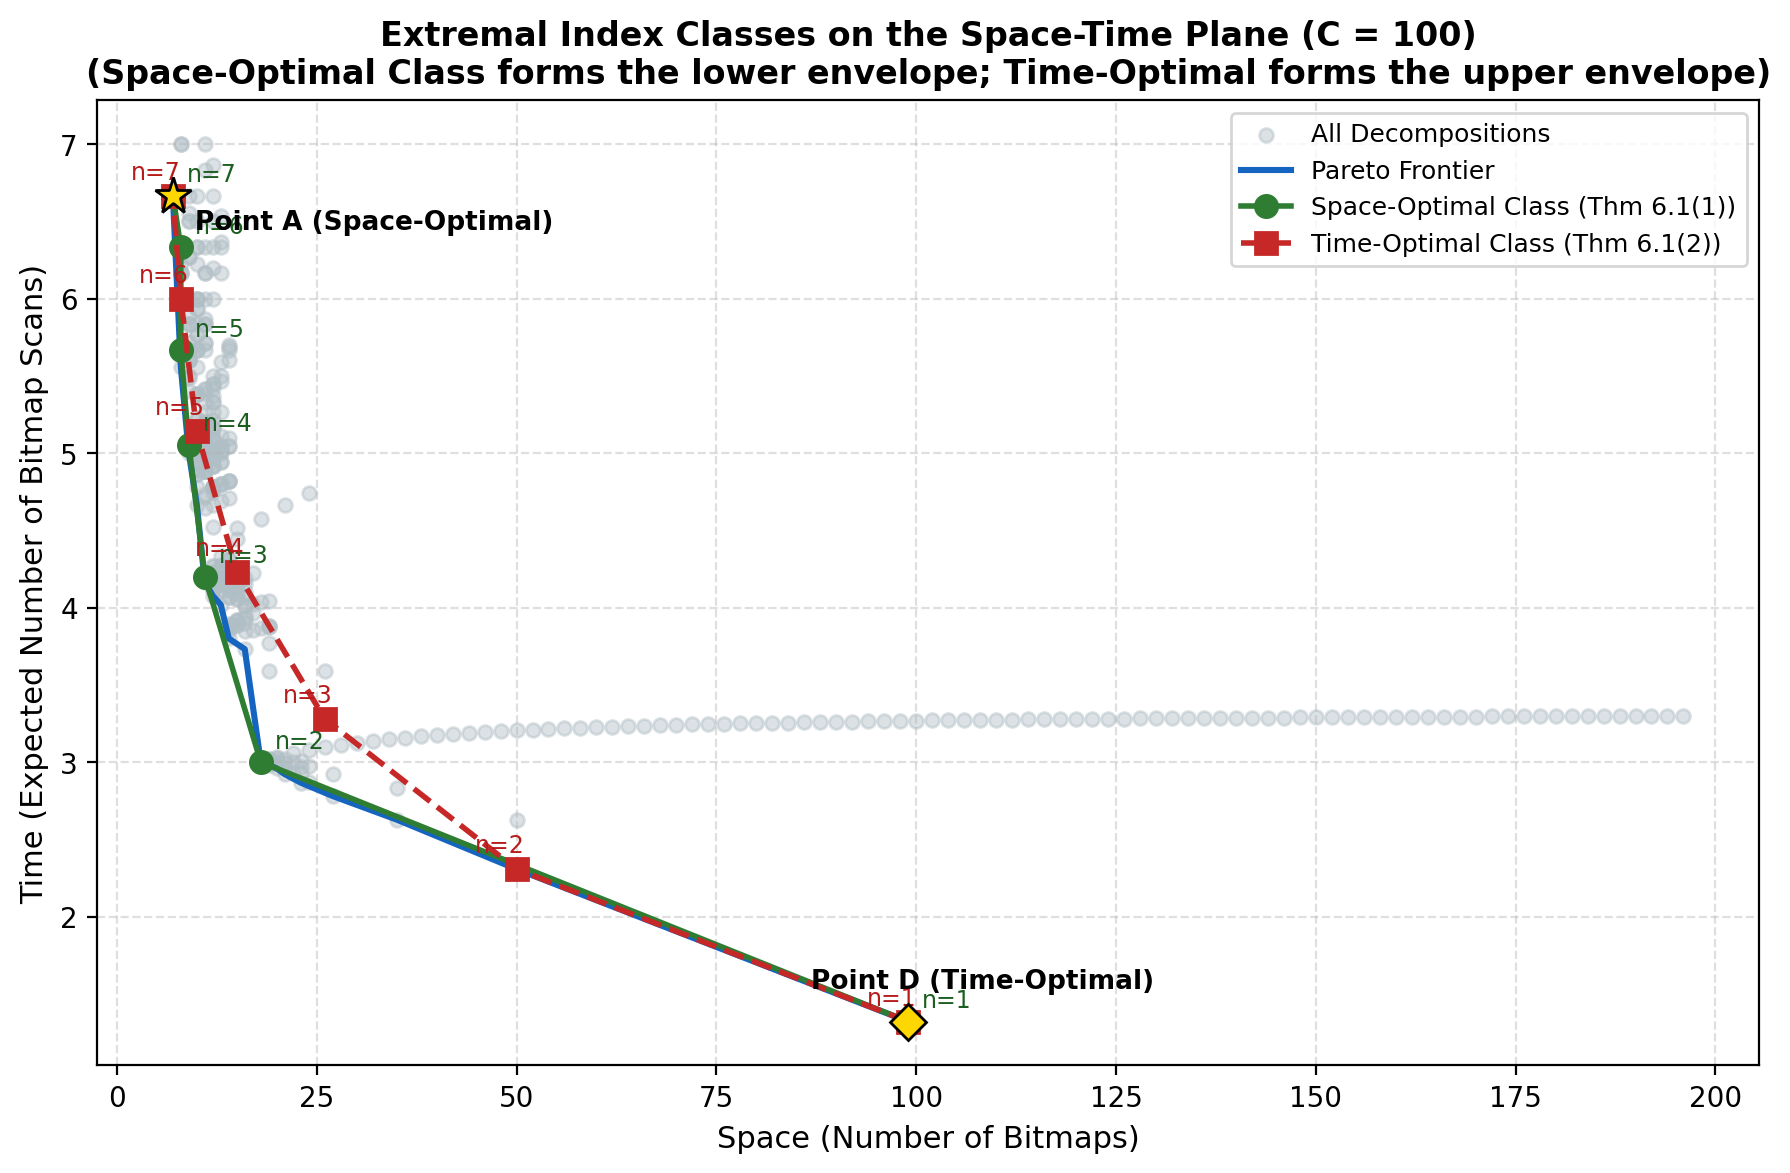 Extremal Index Classes on the Space-Time Plane (C = 100)
(Space-Optimal Class forms the lower envelope; Time-Optimal forms the upper envelope)
All Decompositions
Pareto Frontier
Space-Optimal Class (Thm 6.1(1))
Time-Optimal Class (Thm 6.1(2))
n=7
n=7
Point A (Space-Optimal)
n=6
n=6
n=5
n=5
n=4
n=4
n=3
n=3
n=2
n=2
Point D (Time-Optimal)
n=1
n=1
7
6
5
4
3
2
Time (Expected Number of Bitmap Scans)
0 25 50 75 100 125 150 175 200
Space (Number of Bitmaps)